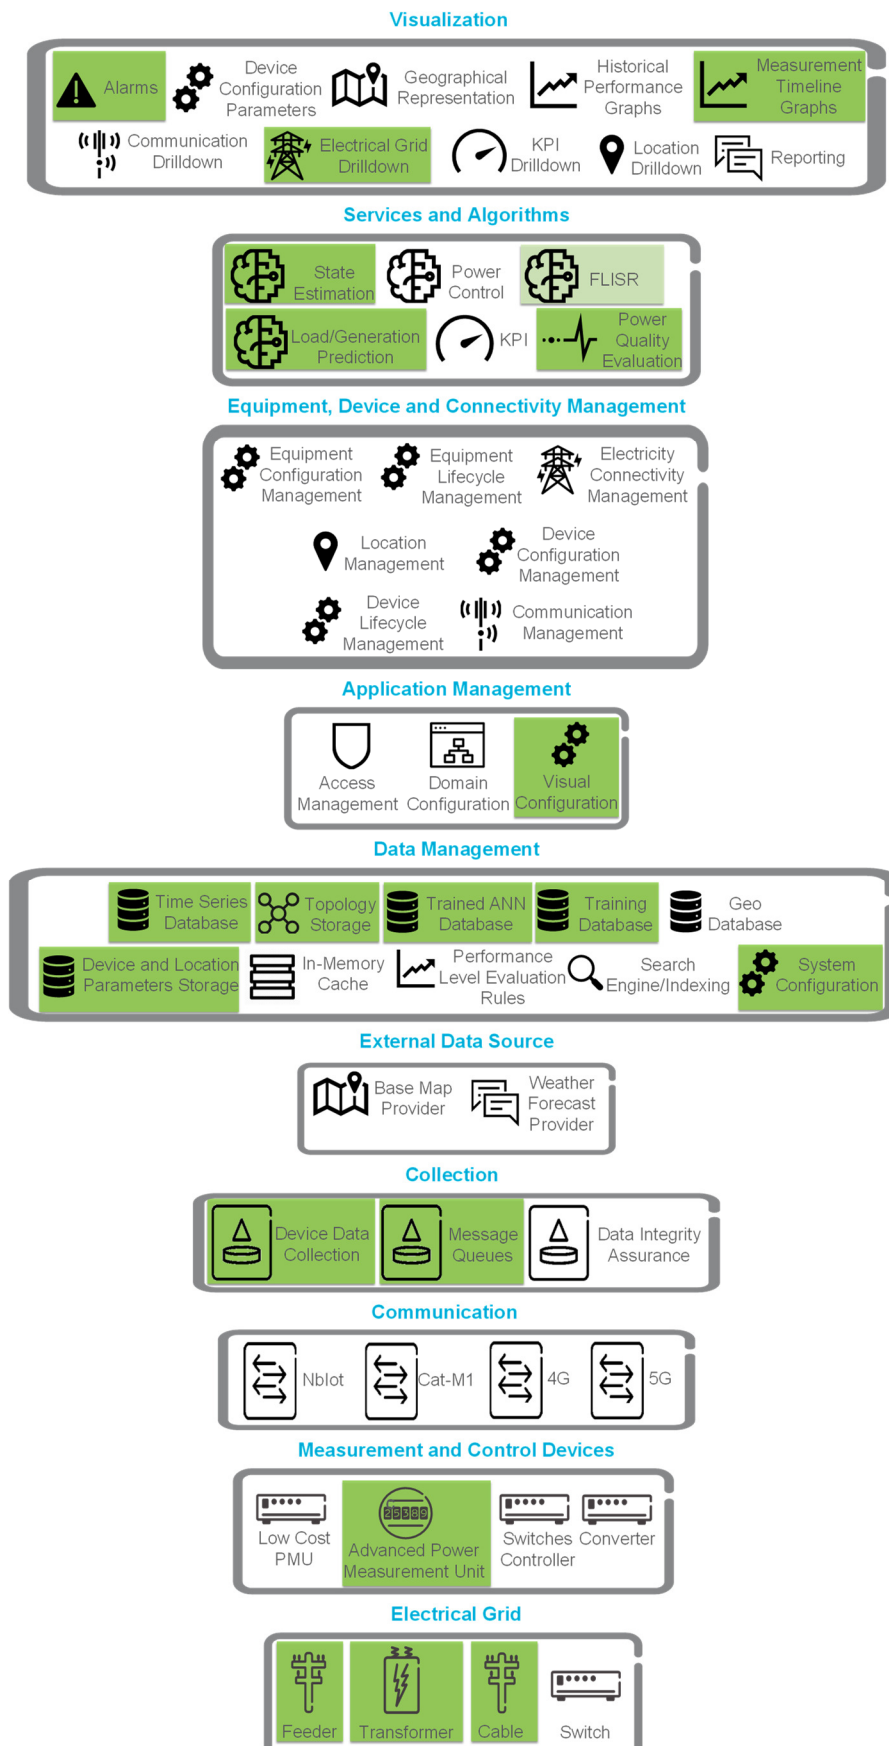 Visualization
Alarms
Device
Configuration
Parameters
Geographical
Representation
Historical
Performance
Graphs
Measurement
Timeline
Graphs
Communication
Drilldown
Electrical Grid
Drilldown
KPI
Drilldown
Location
Drilldown
Reporting
Services and Algorithms
State
Estimation
Power
Control
FLISR
Load/Generation
Prediction
KPI
Power
Quality
Evaluation
Equipment, Device and Connectivity Management
Equipment
Configuration
Management
Equipment
Lifecycle
Management
Electricity
Connectivity
Management
Location
Management
Device
Configuration
Management
Device
Lifecycle
Management
Communication
Management
Application Management
Access
Management
Domain
Configuration
Visual
Configuration
Data Management
Time Series
Database
Topology
Storage
Trained ANN
Database
Training
Database
Geo
Database
Device and Location
Parameters Storage
In-Memory
Cache
Performance
Level Evaluation
Rules
Search
Engine/Indexing
System
Configuration
External Data Source
Base Map
Provider
Weather
Forecast
Provider
Collection
Device Data
Collection
Message
Queues
Data Integrity
Assurance
Communication
NbIot
Cat-M1
4G
5G
Measurement and Control Devices
Low Cost
PMU
25389
Advanced Power
Measurement Unit
Switches
Controller
Converter
Electrical Grid
Feeder
Transformer
Cable
Switch